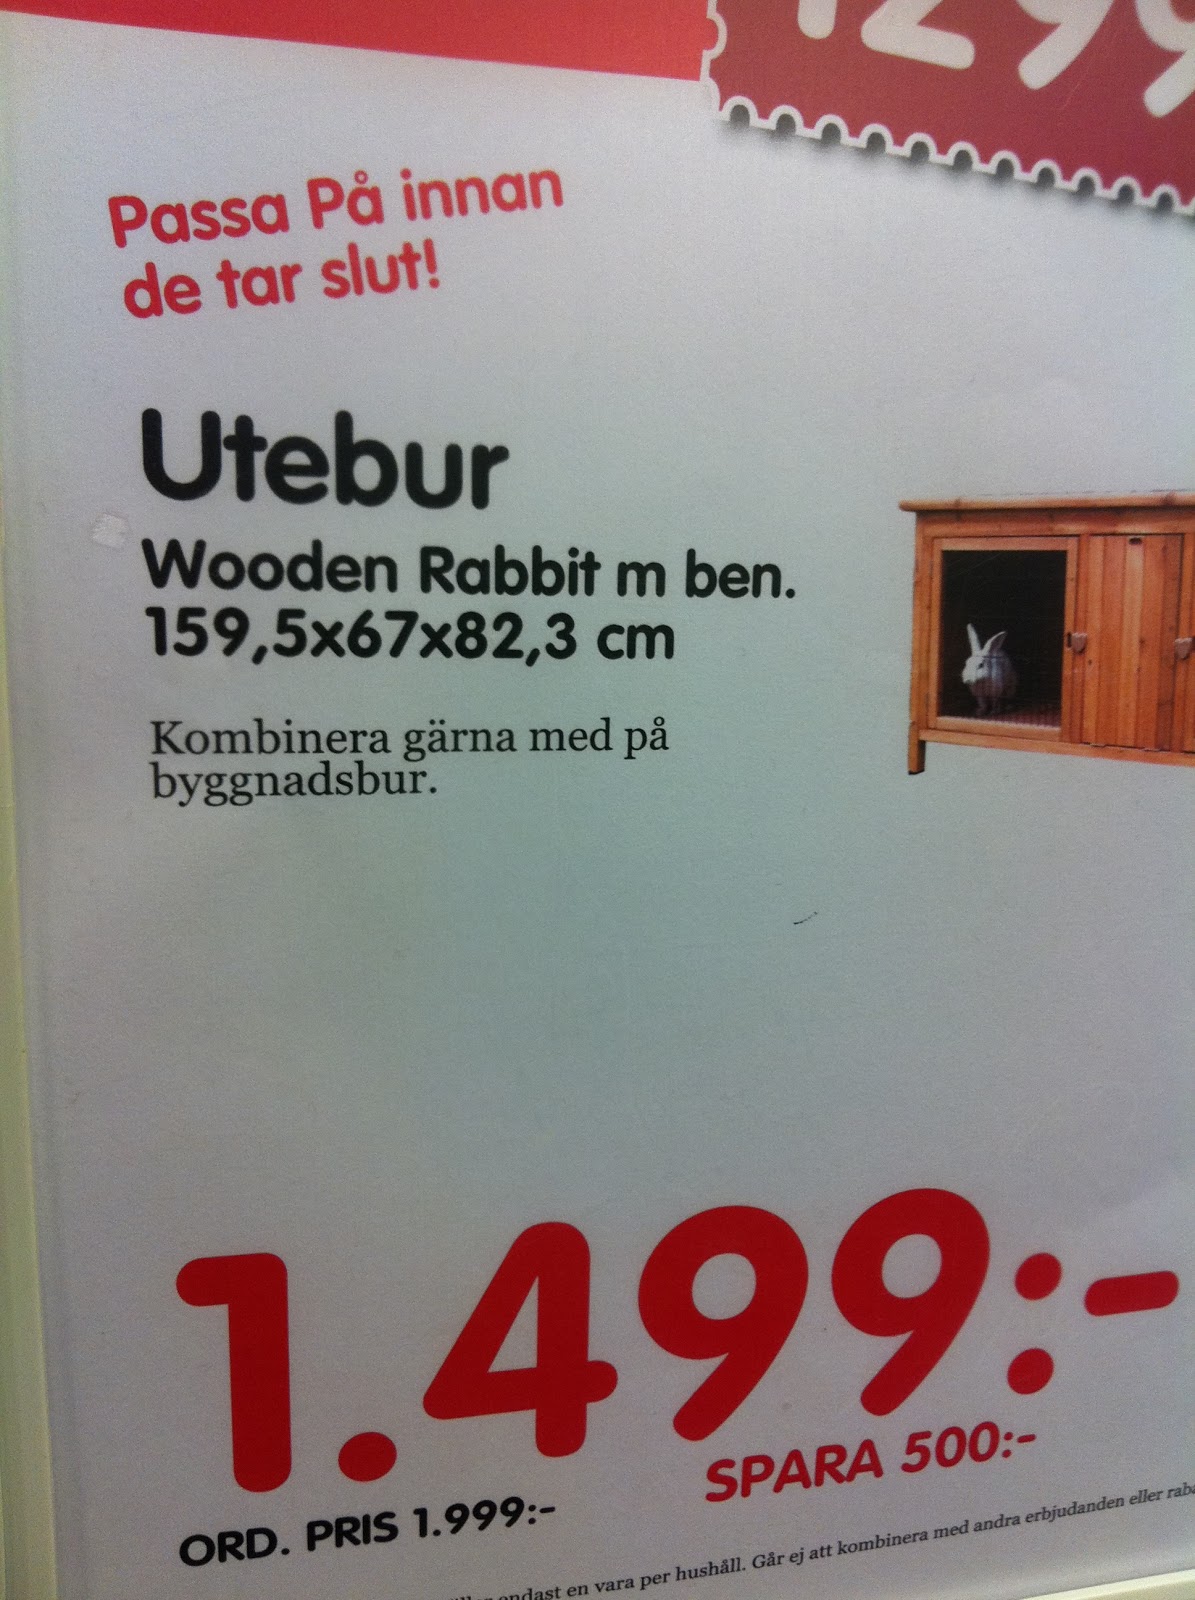 1299
Passa På innan
de tar slut!
Utebur
Wooden Rabbit m ben.
159,5x67x82,3 cm
Kombinera gärna med på
byggnadsbur.
1.499:-
SPARA 500:-
ORD. PRIS 1.999:-
en vara per hushåll. Går ej att kombinera med andra erbjudanden eller